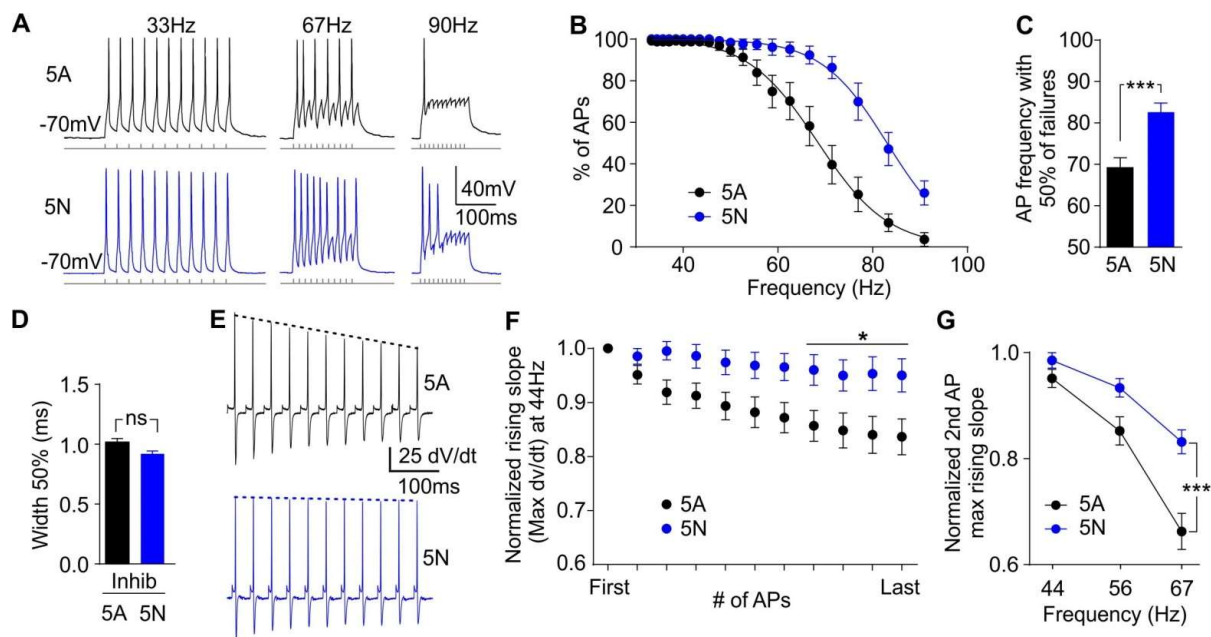 A
33Hz 67Hz 90Hz
5A
-70mV
5N
-70mV
40mV
100ms
B
% of APs
100
80
60
40
20
0
5A
5N
40 60 80 100
Frequency (Hz)
C
AP frequency with
50% of failures
90
80
70
60
50
***
5A 5N
D
Width 50% (ms)
1.5
1.0
0.5
0.0
ns
Inhib
5A 5N
E
5A
25 dV/dt
100ms
5N
F
Normalized rising slope
(Max dv/dt) at 44Hz
1.0
0.9
0.8
0.7
0.6
*
5A
5N
First Last
# of APs
G
Normalized 2nd AP
max rising slope
1.0
0.8
0.6
5A
5N
***
44 56 67
Frequency (Hz)